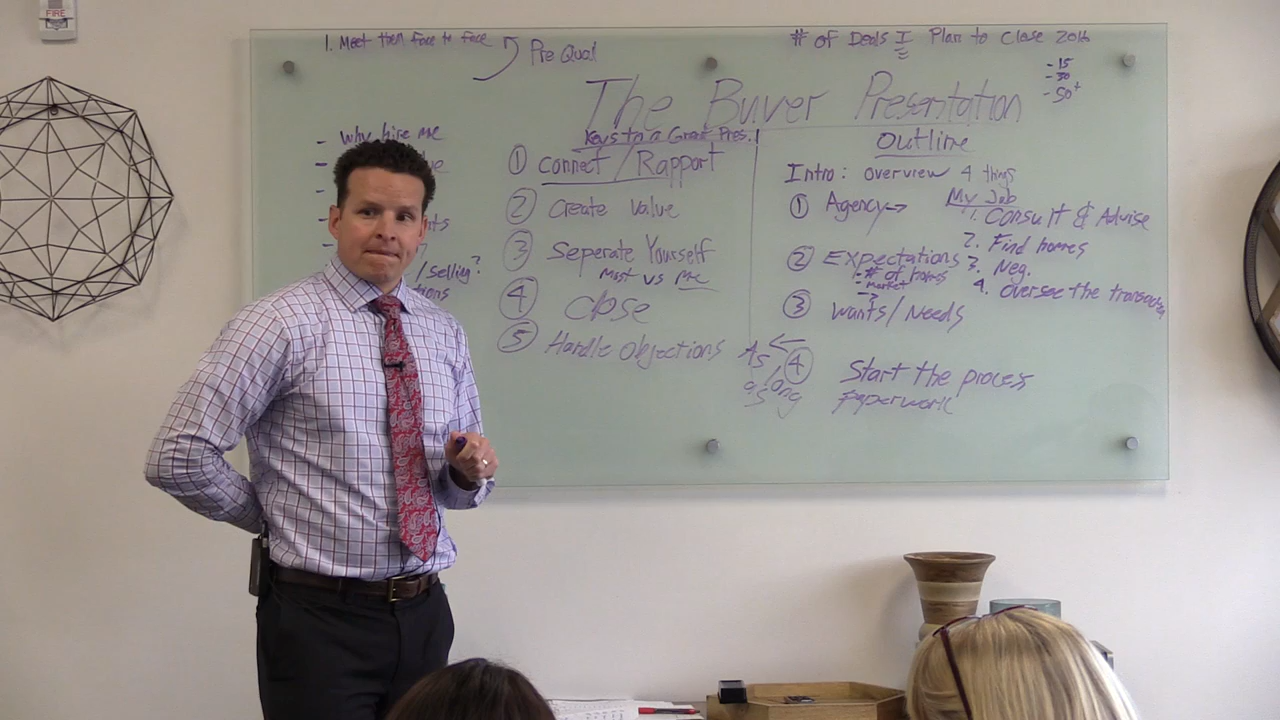 FIRE
1. Meet them face to face
Pre Qual
# of Deals I Plan to Close 2016
- 15
- 30
- 50+
The Buyer Presentation
- why hire me
Keys to a Great Pres.
① Connect / Rapport
② Create Value
③ Seperate Yourself
Most vs Me
④ Close
⑤ Handle Objections
/ Selling?
Outline
Intro: overview 4 things
① Agency → My Job
1. Consult & Advise
2. Find homes
3. Neg.
4. oversee the transaction
② Expectations
- # of homes
- market
③ Wants / Needs
As ←
as long
④ Start the process
paperwork